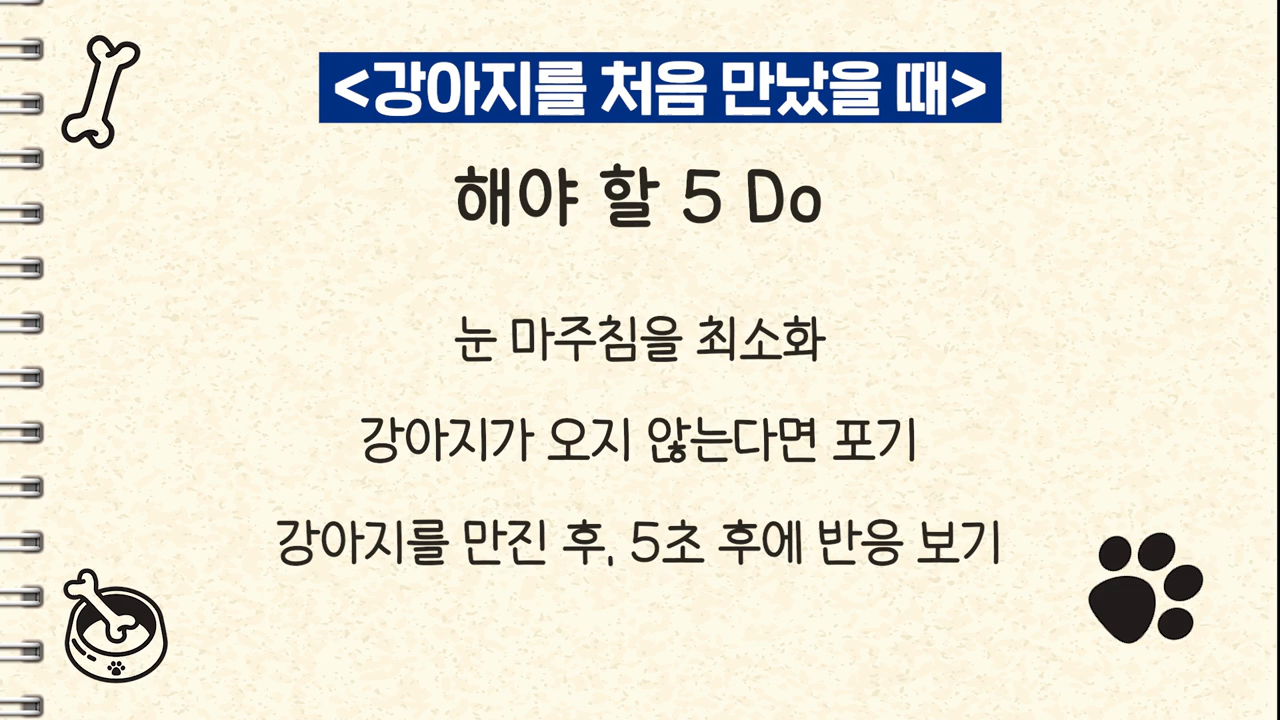 <강아지를 처음 만났을 때>
해야 할 5 Do
눈 마주침을 최소화
강아지가 오지 않는다면 포기
강아지를 만진 후, 5초 후에 반응 보기